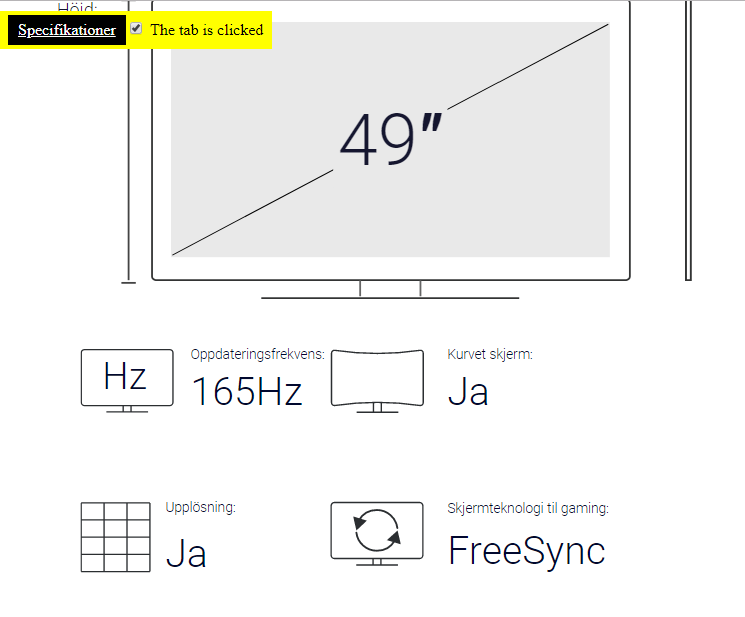 Höjd:
Specifikationer The tab is clicked
49"
Hz
Oppdateringsfrekvens:
165Hz
Kurvet skjerm:
Ja
Upplösning:
Ja
Skjermteknologi til gaming:
FreeSync